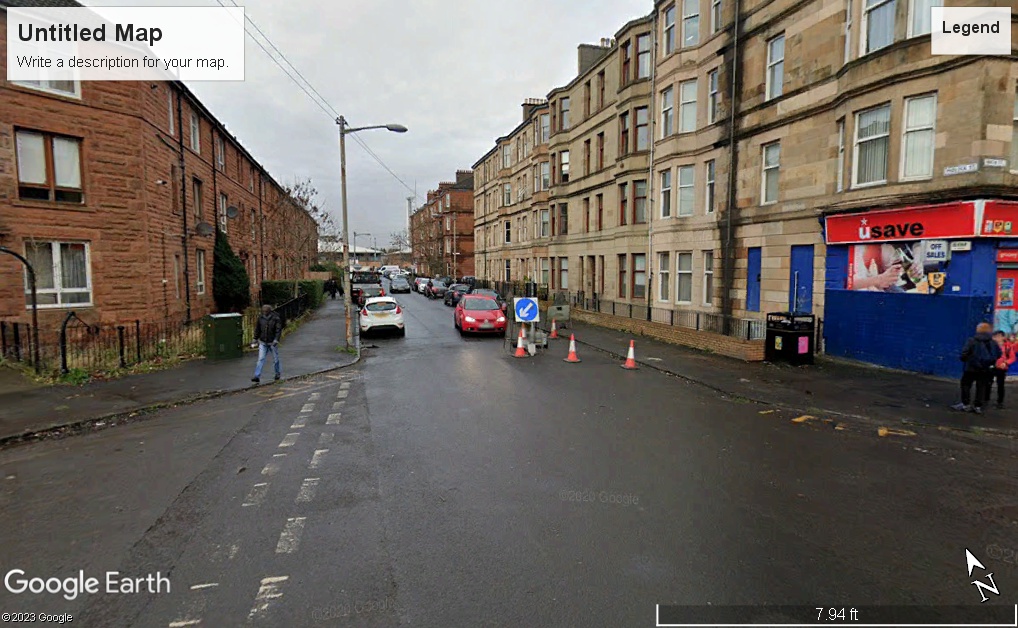 Untitled Map
Write a description for your map.
Legend
usave
OFF
SALES
Google Earth
©2023 Google
©2023 Google
7.94 ft
N